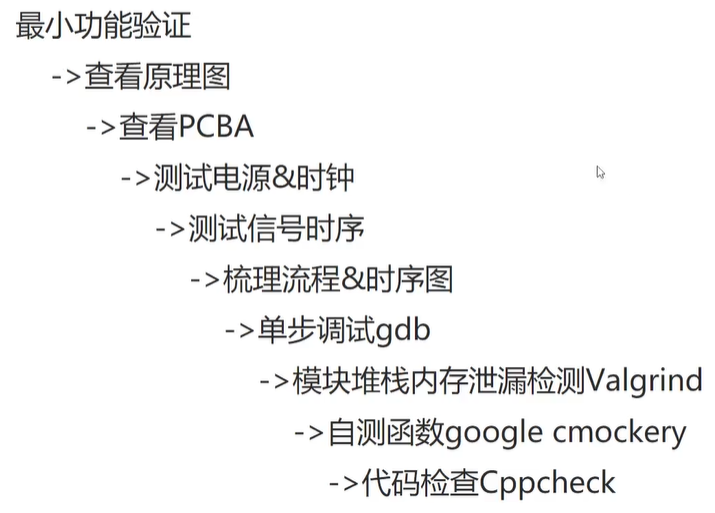 最小功能验证
->查看原理图
->查看PCBA
->测试电源&时钟
->测试信号时序
->梳理流程&时序图
->单步调试gdb
->模块堆栈内存泄漏检测Valgrind
->自测函数google cmockery
->代码检查Cppcheck